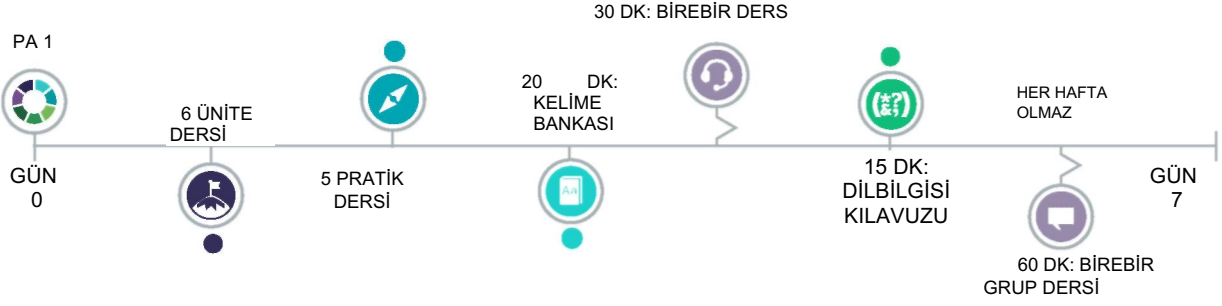 30 DK: BİREBİR DERS
PA 1
20 DK:
KELİME
BANKASI
6 ÜNİTE
DERSİ
HER HAFTA
OLMAZ
GÜN
0
5 PRATİK
DERSİ
15 DK:
DİLBİLGİSİ
KILAVUZU
GÜN
7
60 DK: BİREBİR
GRUP DERSİ
Aa
(*?
&;)